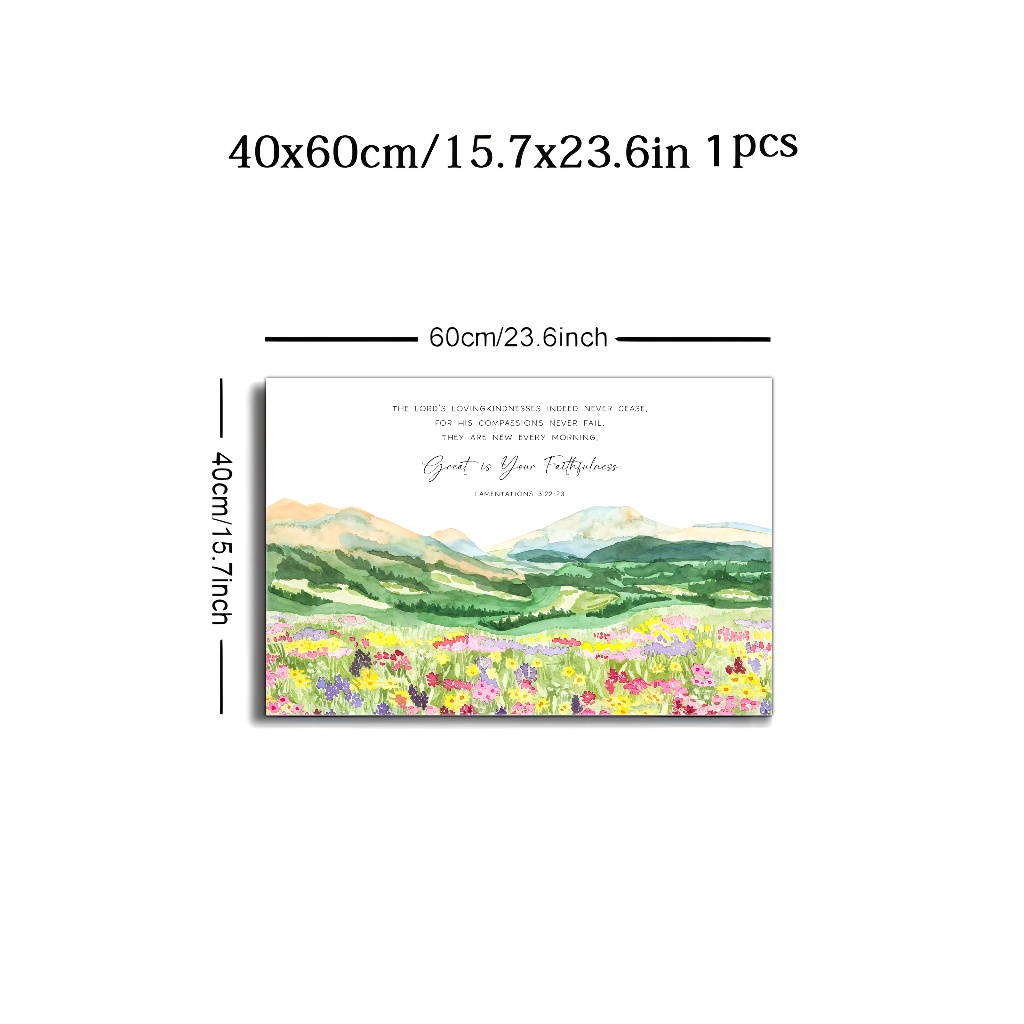 40x60cm/15.7x23.6in 1pcs
60cm/23.6inch
40cm/15.7inch
THE LORD'S LOVINGKINDNESSES INDEED NEVER CEASE,
FOR HIS COMPASSIONS NEVER FAIL.
THEY ARE NEW EVERY MORNING;
Great is Your Faithfulness
LAMENTATIONS 3:22-23